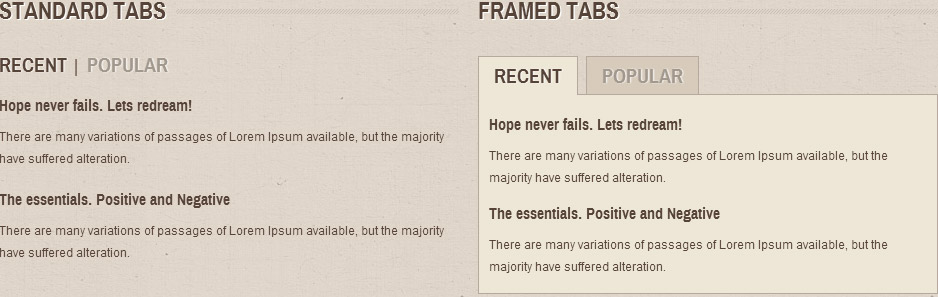 STANDARD TABS
RECENT | POPULAR
Hope never fails. Lets redream!
There are many variations of passages of Lorem Ipsum available, but the majority
have suffered alteration.
The essentials. Positive and Negative
There are many variations of passages of Lorem Ipsum available, but the majority
have suffered alteration.
FRAMED TABS
RECENT
POPULAR
Hope never fails. Lets redream!
There are many variations of passages of Lorem Ipsum available, but the
majority have suffered alteration.
The essentials. Positive and Negative
There are many variations of passages of Lorem Ipsum available, but the
majority have suffered alteration.